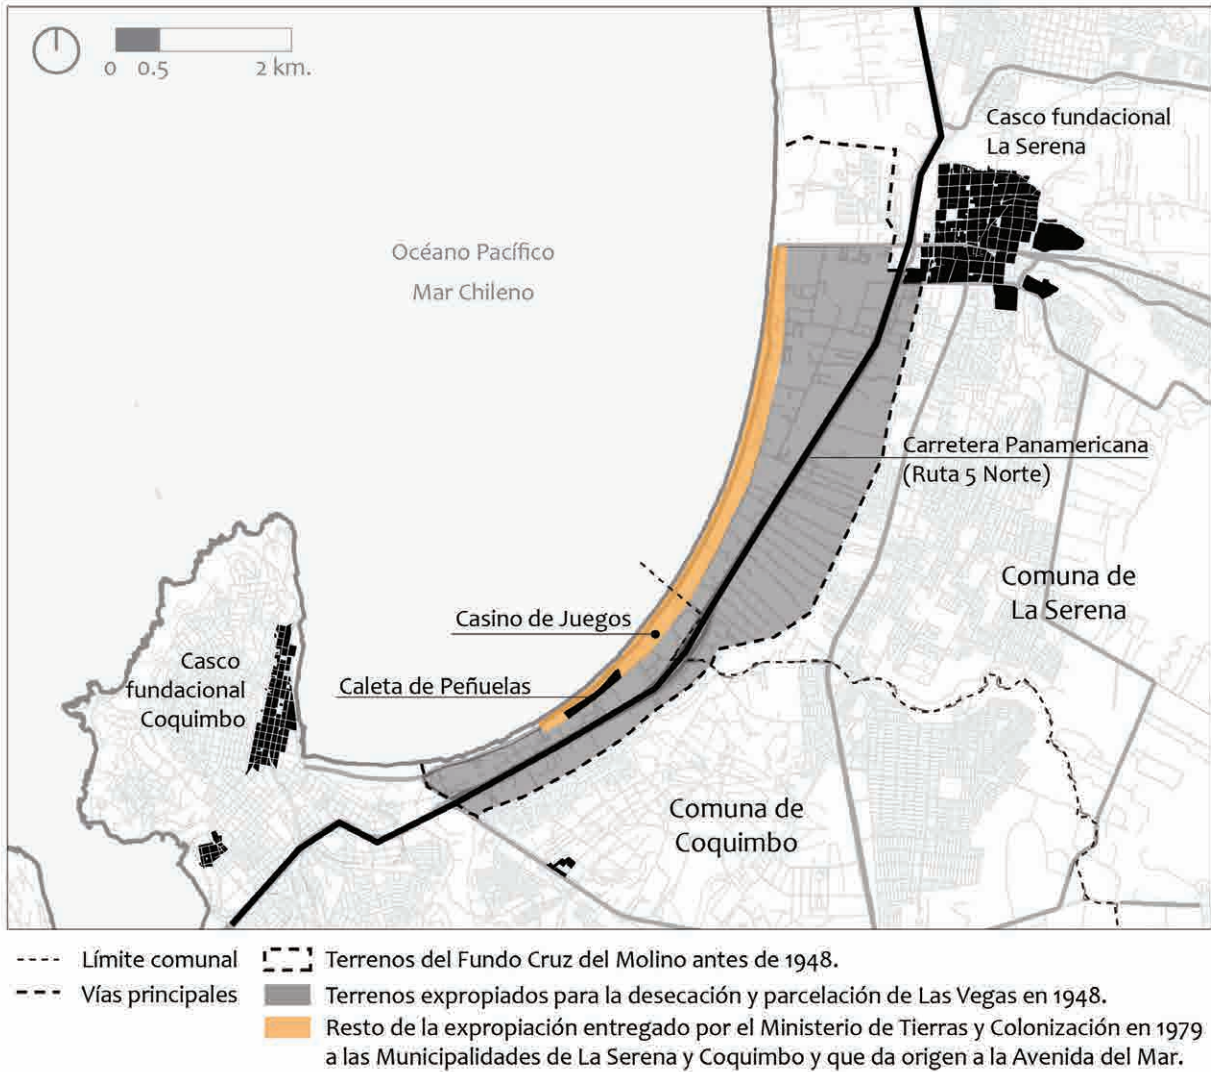 0 0.5 2 km.
Casco fundacional
La Serena
Océano Pacífico
Mar Chileno
Carretera Panamericana
(Ruta 5 Norte)
Comuna de
La Serena
Casino de Juegos
Casco
fundacional
Coquimbo
Caleta de Peñuelas
Comuna de
Coquimbo
Límite comunal
Vías principales
Terrenos del Fundo Cruz del Molino antes de 1948.
Terrenos expropiados para la desecación y parcelación de Las Vegas en 1948.
Resto de la expropiación entregado por el Ministerio de Tierras y Colonización en 1979
a las Municipalidades de La Serena y Coquimbo y que da origen a la Avenida del Mar.